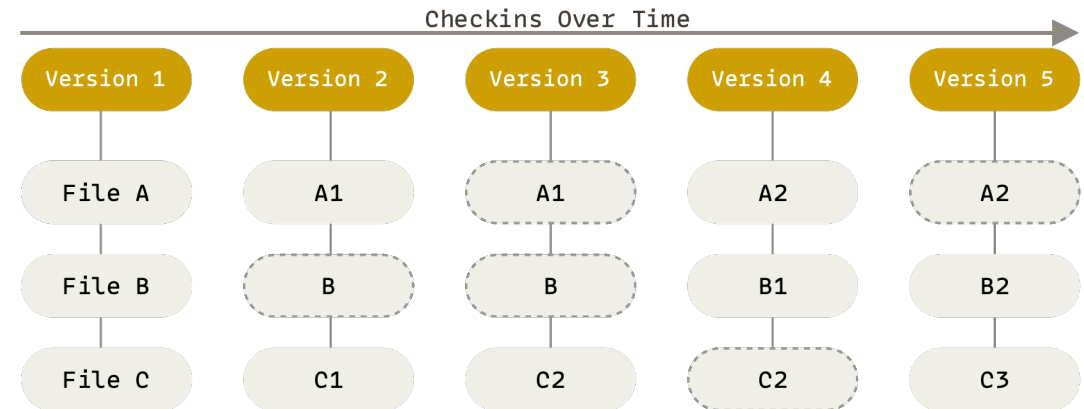 Checkins Over Time
Version 1 Version 2 Version 3 Version 4 Version 5
File A A1 A1 A2 A2
File B B B B1 B2
File C C1 C2 C2 C3